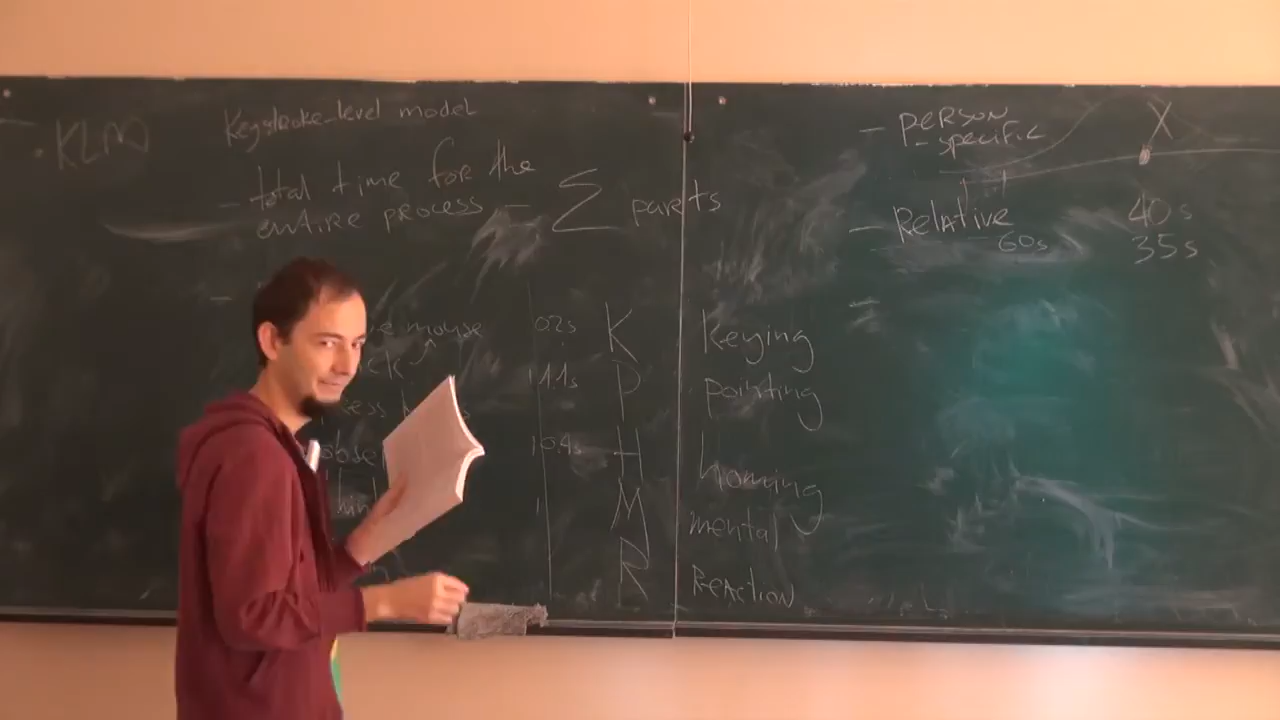 KLM
Keystroke-level model
- total time for the
entire process - Σ parts
mouse
0.2s K Keying
1.1s P pointing
0.4s H homing
M mental
R Reaction
- person
- specific
X
- Relative
60s
40s
35s